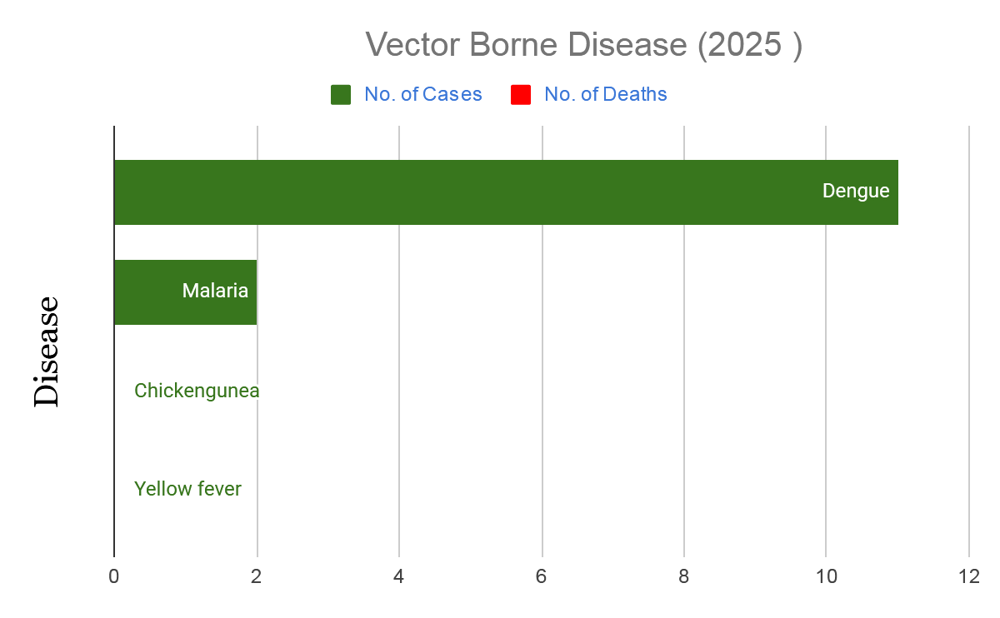 Vector Borne Disease (2025 )
No. of Cases No. of Deaths
Dengue
Malaria
Chickengunea
Yellow fever
Disease
0 2 4 6 8 10 12